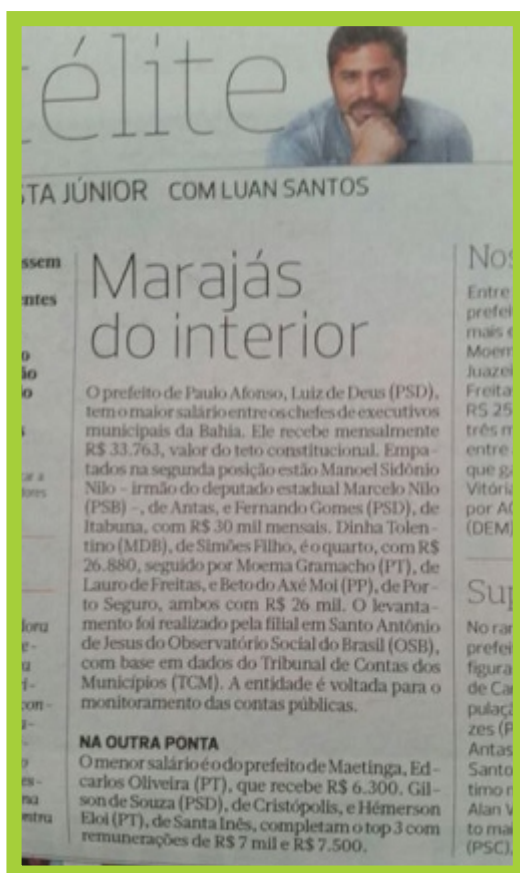 élite
TA JÚNIOR COM LUAN SANTOS
ssem
entes
Marajás
do interior
O prefeito de Paulo Afonso, Luiz de Deus (PSD),
tem o maior salário entre os chefes de executivos
municipais da Bahia. Ele recebe mensalmente
R$ 33.763, valor do teto constitucional. Empa-
tados na segunda posição estão Manoel Sidônio
Nilo - irmão do deputado estadual Marcelo Nilo
(PSB) -, de Antas, e Fernando Gomes (PSD), de
Itabuna, com R$ 30 mil mensais. Dinha Tolen-
tino (MDB), de Simões Filho, é o quarto, com R$
26.880, seguido por Moema Gramacho (PT), de
Lauro de Freitas, e Beto do Axé Moi (PP), de Por-
to Seguro, ambos com R$ 26 mil. O levanta-
mento foi realizado pela filial em Santo Antônio
de Jesus do Observatório Social do Brasil (OSB),
com base em dados do Tribunal de Contas dos
Municípios (TCM). A entidade é voltada para o
monitoramento das contas públicas.
NA OUTRA PONTA
O menor salário é o do prefeito de Maetinga, Ed-
carlos Oliveira (PT), que recebe R$ 6.300. Gil-
son de Souza (PSD), de Cristópolis, e Hémerson
Eloi (PT), de Santa Inês, completam o top 3 com
remunerações de R$ 7 mil e R$ 7.500.
Nos
Entre
prefei
mais e
Moem
Juazei
Freita
R$ 25
três m
entre
que ga
Vitória
por AC
(DEM)
Sup
No ran
prefei
figura
de Ca
pulaçã
zes (P
Antas
Santo
timo r
Alan V
to mai
(PSC),